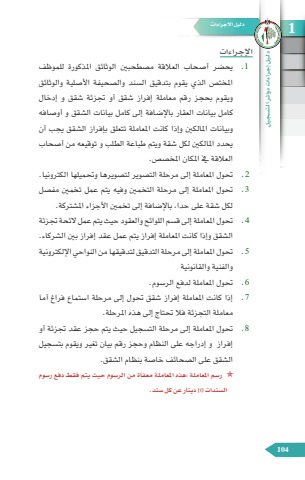 دليل الاجراءات
1
دليل إجراءات دوائر التسجيل
الإجراءات
1. يحضر أصحاب العلاقة مصطحبين الوثائق المذكورة للموظف
المختص الذي يقوم بتدقيق السند والصحيفة الأصلية والوثائق
ويقوم بحجز رقم معاملة إفراز شقق أو تجزئة شقق و إدخال
كامل بيانات العقار بالإضافة إلى كامل بيانات الشقق و أوصافه
وبيانات المالكين وإذا كانت المعاملة تتعلق بإفراز الشقق يجب أن
يحدد المالكين لكل شقة ويتم طباعة الطلب و توقيعه من أصحاب
العلاقة في المكان المخصص.
2. تحول المعاملة إلى مرحلة التصوير لتصويرها وتحميلها الكترونيا.
3. تحول المعاملة إلى مرحلة التخمين وفيه يتم عمل تخمين مفصل
لكل شقة على حدا، بالإضافة إلى تخمين الأجزاء المشتركة.
4. تحول المعاملة إلى قسم اللوائح والعقود حيث يتم عمل لائحة تجزئة
الشقق وإذا كانت المعاملة إفراز يتم عمل عقد إفراز بين الشركاء.
5. تحول المعاملة إلى مرحلة التدقيق لتدقيقها من النواحي الإلكترونية
والفنية والقانونية
6. تحول المعاملة لدفع الرسوم.
7. إذا كانت المعاملة إفراز شقق تحول إلى مرحلة استماع فراغ أما
معاملة التجزئة فلا تحتاج إلى هذه المرحلة.
8. تحول المعاملة إلى مرحلة التسجيل حيث يتم حجز عقد تجزئة أو
إفراز و إدراجه على النظام وحجز رقم بيان تغير ويقوم بتسجيل
الشقق على الصحائف خاصة بنظام الشقق.
* رسم المعاملة :هذه المعاملة معفاة من الرسوم حيث يتم فقط دفع رسوم
السندات 10 دينار عن كل سند.
104